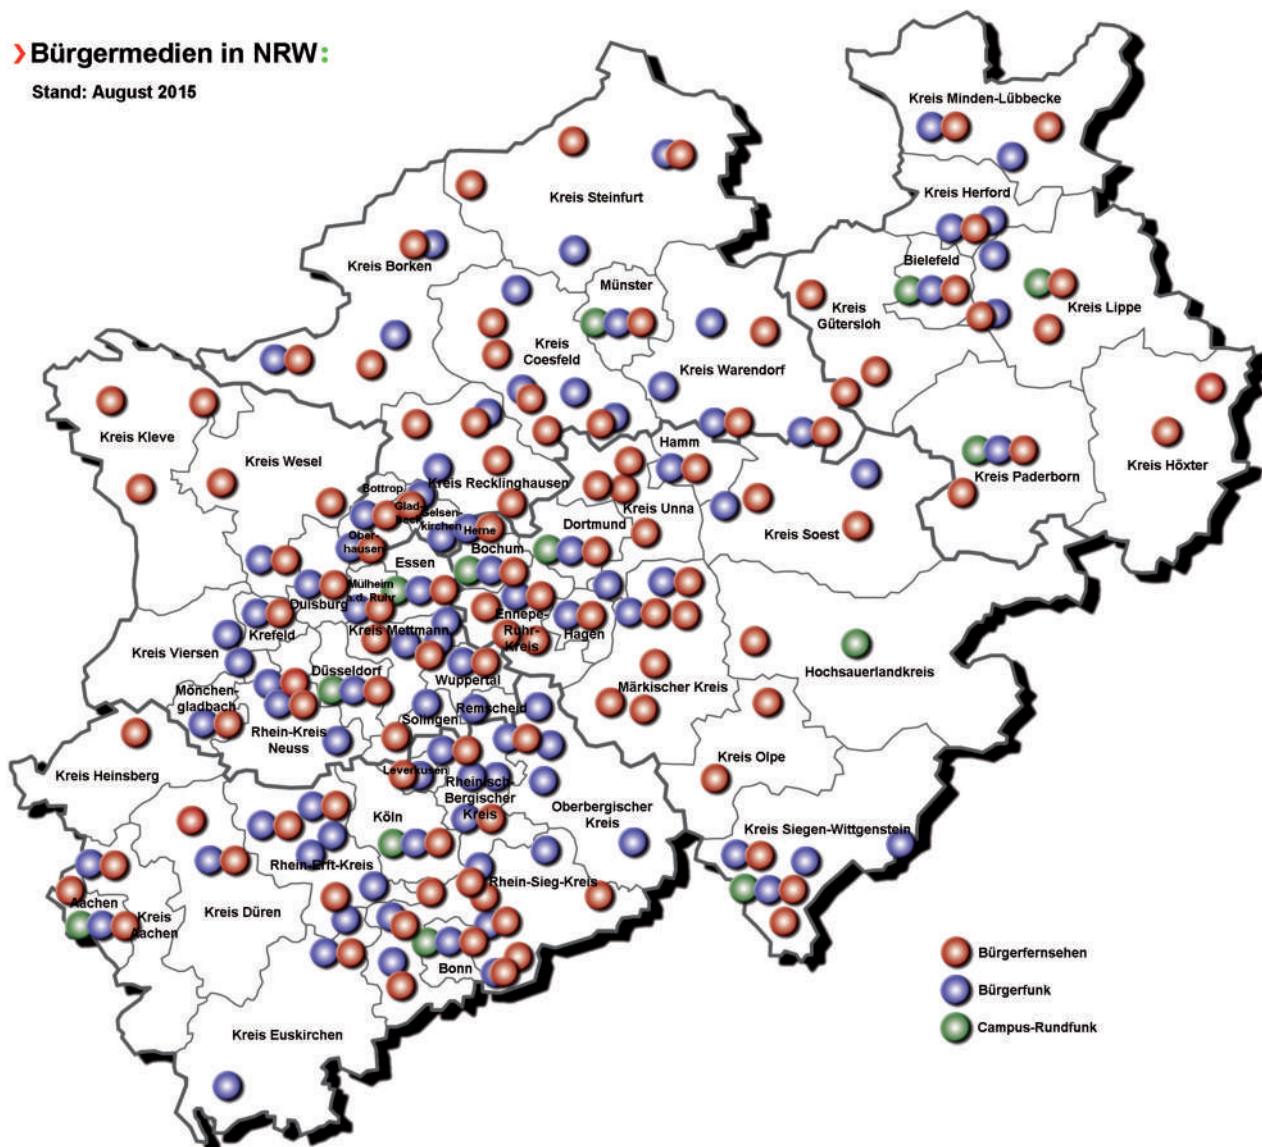 Bürgermedien in NRW:
Stand: August 2015
Kreis Minden-Lübbecke
Kreis Herford
Kreis Steinfurt
Kreis Borken
Bielefeld
Münster
Kreis Lippe
Kreis
Gütersloh
Kreis
Coesfeld
Kreis Warendorf
Kreis Kleve
Kreis Wesel
Hamm
Kreis Höxter
Kreis Paderborn
Kreis Recklinghausen
Bottrop
Glad-
beck
Gelsen-
kirchen
Kreis Unna
Dortmund
Kreis Soest
Ober-
hausen
Herne
Bochum
Essen
Mülheim
a.d. Ruhr
Duisburg
Krefeld
Ennepe-
Ruhr-
Kreis
Hagen
Kreis Mettmann
Kreis Viersen
Hochsauerlandkreis
Düsseldorf
Wuppertal
Märkischer Kreis
Mönchen-
gladbach
Remscheid
Solingen
Rhein-Kreis
Neuss
Kreis Olpe
Kreis Heinsberg
Leverkusen
Rheinisch-
Bergischer
Kreis
Oberbergischer
Kreis
Köln
Kreis Siegen-Wittgenstein
Rhein-Erft-Kreis
Rhein-Sieg-Kreis
Aachen
Kreis
Aachen
Kreis Düren
Bonn
Kreis Euskirchen
Bürgerfernsehen
Bürgerfunk
Campus-Rundfunk